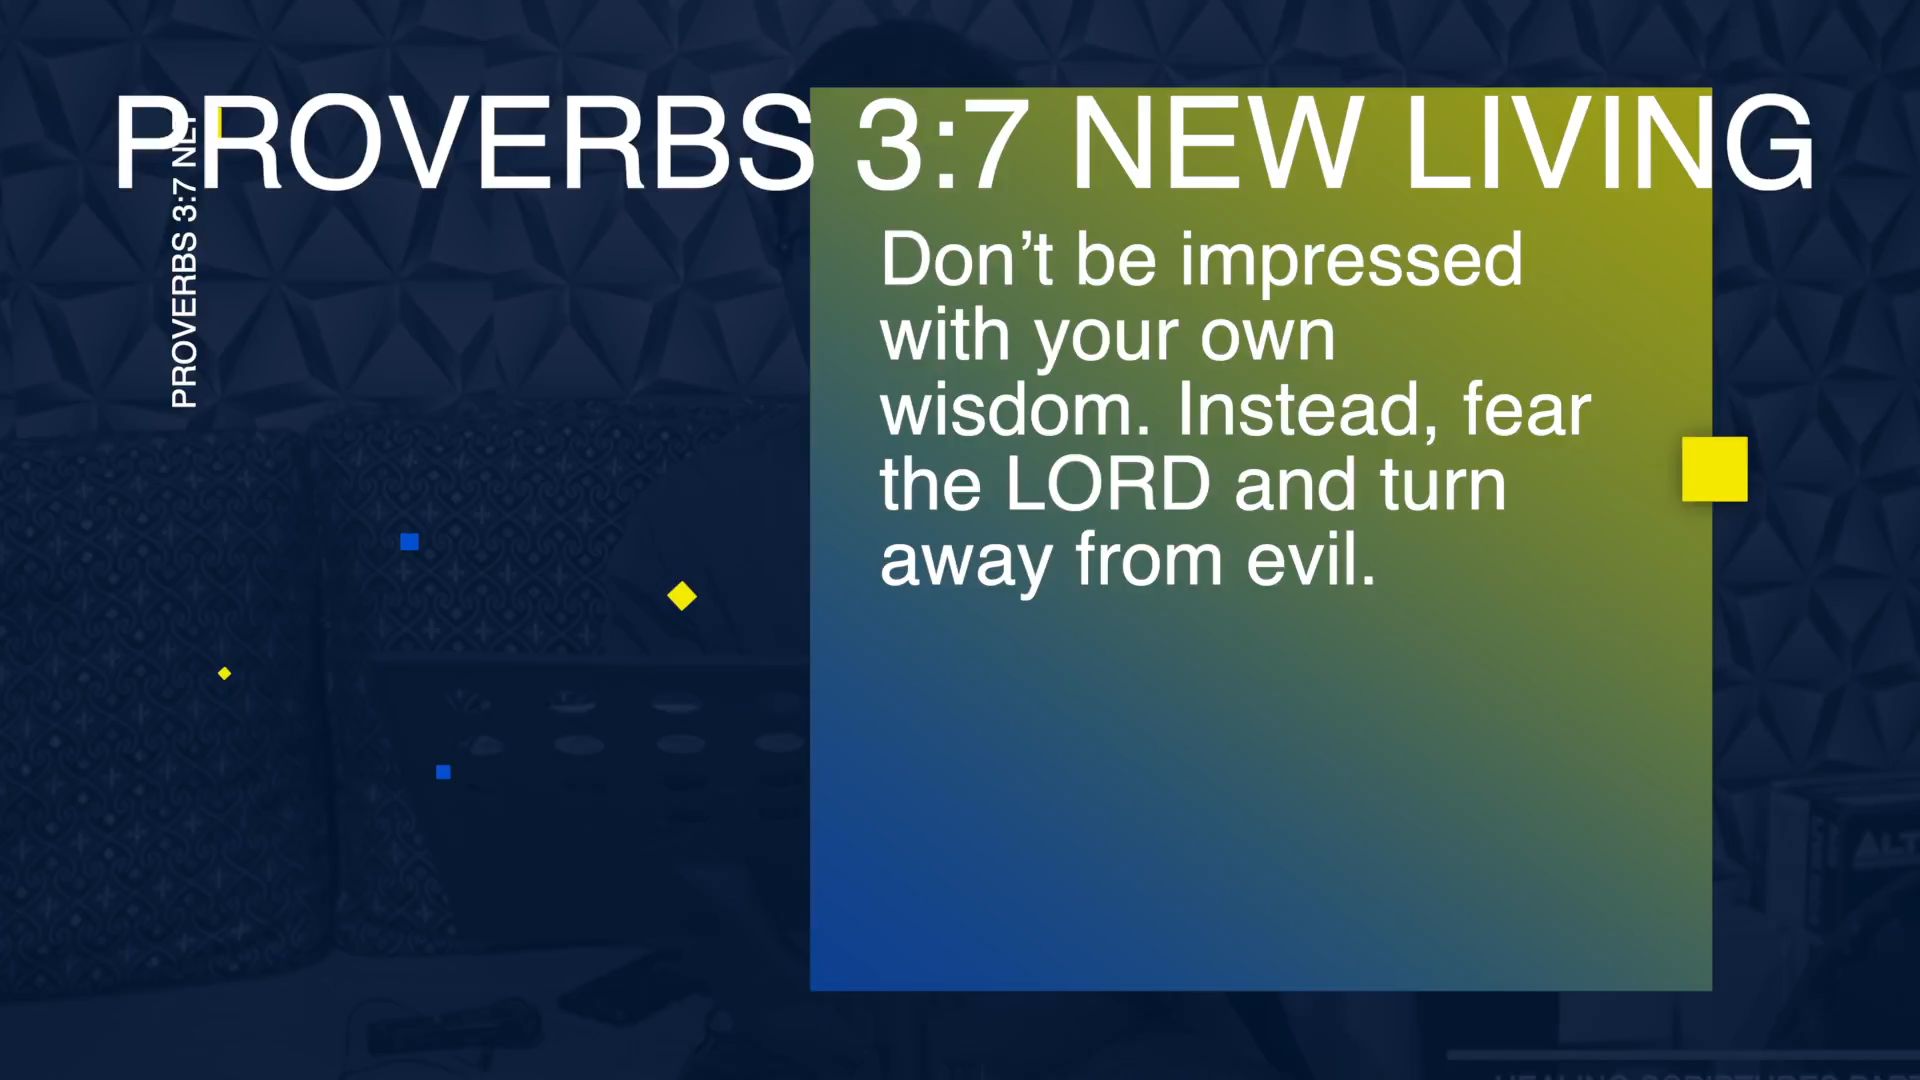 PROVERBS 3:7 NEW LIVING
PROVERBS 3:7 NLT
Don’t be impressed
with your own
wisdom. Instead, fear
the LORD and turn
away from evil.